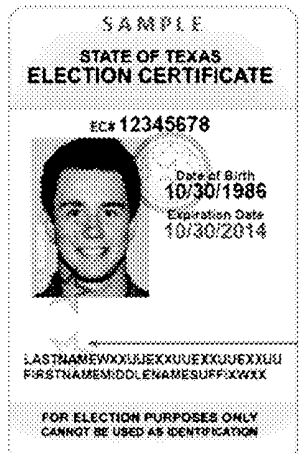 SAMPLE
STATE OF TEXAS
ELECTION CERTIFICATE
EC# 12345678
Date of Birth
10/30/1986
Expiration Date
10/30/2014
LASTNAMEWXXUUEXXUUEXXUUEXXUU
FIRSTNAMEMIDDLENAMESUFFIXWXX
FOR ELECTION PURPOSES ONLY
CANNOT BE USED AS IDENTIFICATION